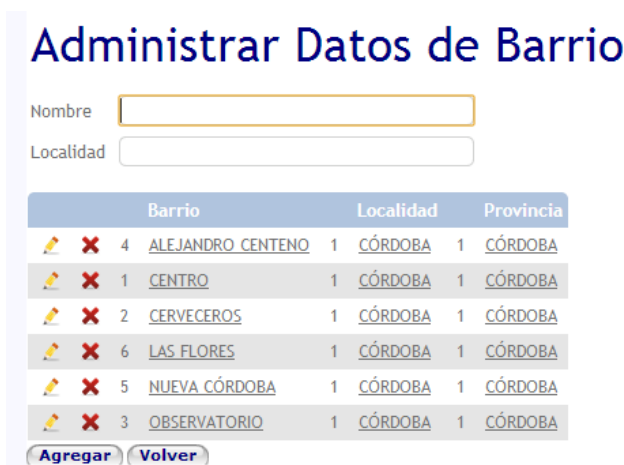 Administrar Datos de Barrio
Nombre
Localidad
Barrio Localidad Provincia
4 ALEJANDRO CENTENO 1 CÓRDOBA 1 CÓRDOBA
1 CENTRO 1 CÓRDOBA 1 CÓRDOBA
2 CERVECEROS 1 CÓRDOBA 1 CÓRDOBA
6 LAS FLORES 1 CÓRDOBA 1 CÓRDOBA
5 NUEVA CÓRDOBA 1 CÓRDOBA 1 CÓRDOBA
3 OBSERVATORIO 1 CÓRDOBA 1 CÓRDOBA
Agregar Volver